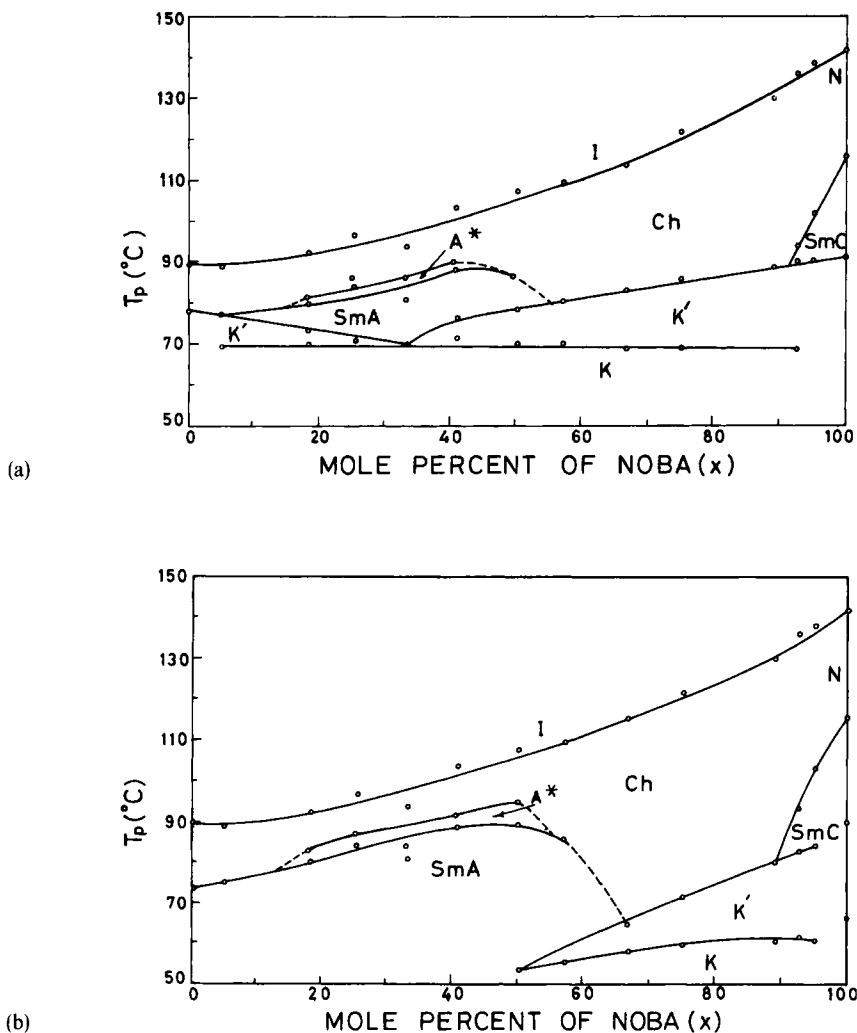 150
130
110
90
70
50
Tp(°C)
I
N
Ch
A*
SmC
SmA
K'
K'
K
0 20 40 60 80 100
MOLE PERCENT OF NOBA(x)
(a)
150
130
110
90
70
50
Tp(°C)
N
I
Ch
A*
SmC
SmA
K'
K
0 20 40 60 80 100
MOLE PERCENT OF NOBA(x)
(b)